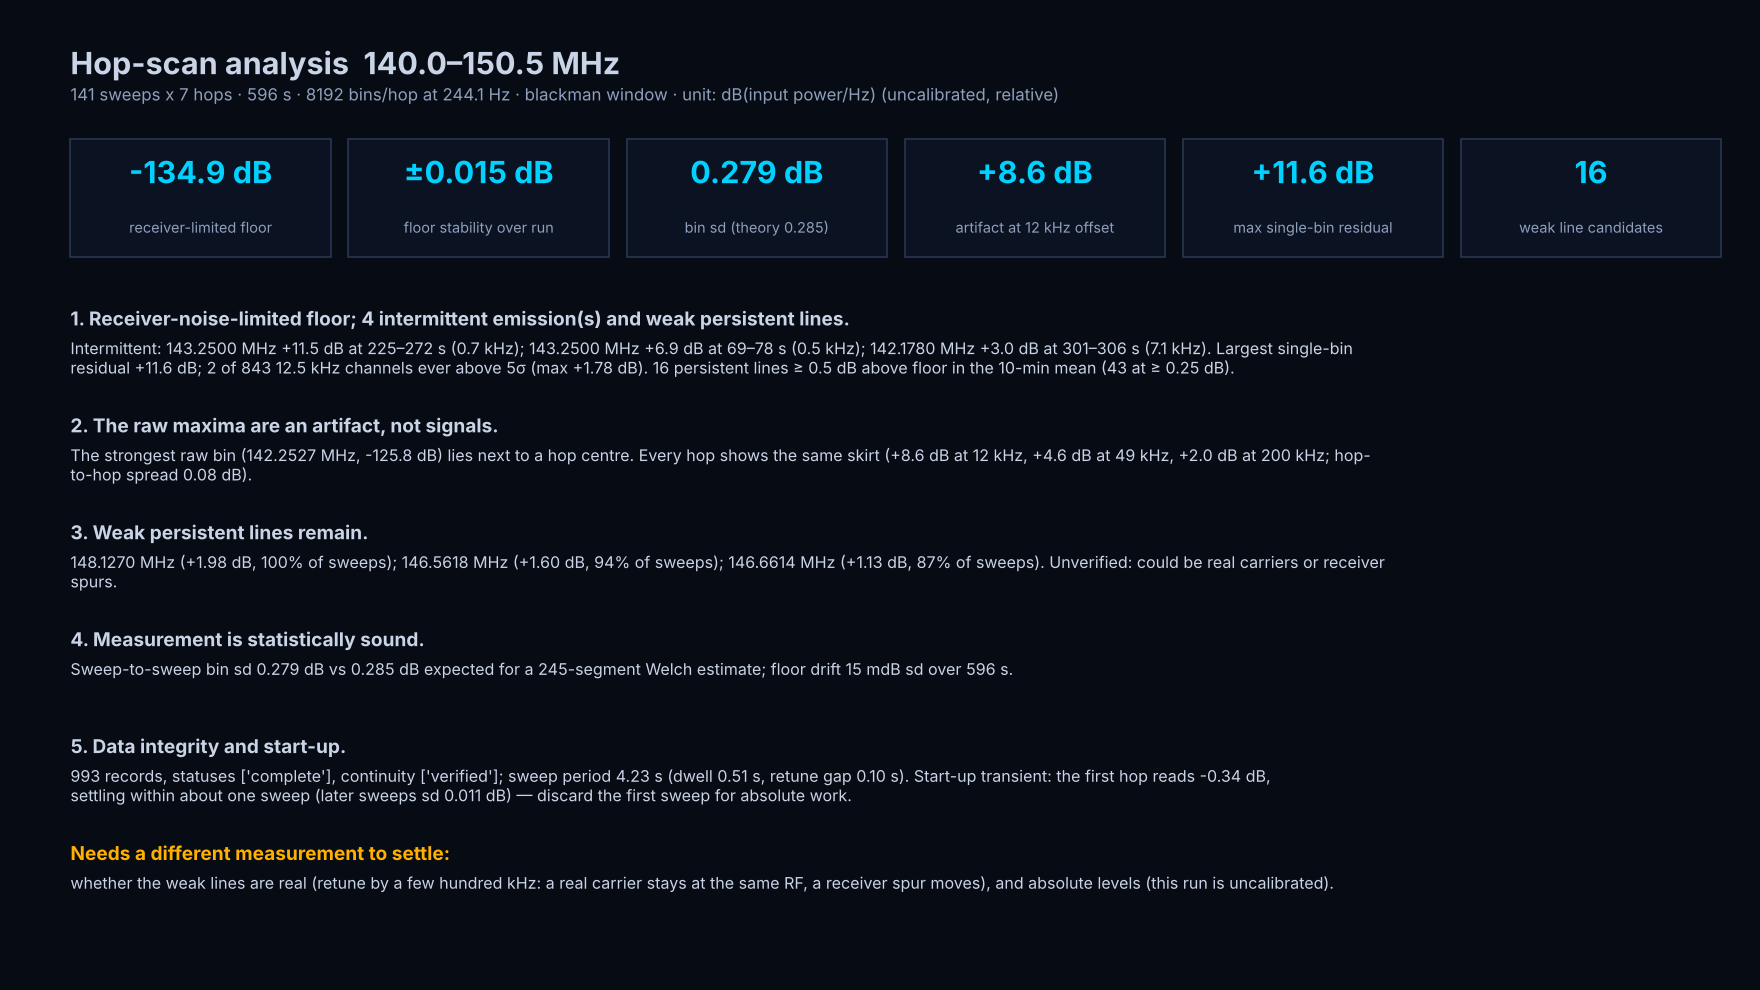 Hop-scan analysis 140.0–150.5 MHz
141 sweeps x 7 hops · 596 s · 8192 bins/hop at 244.1 Hz · blackman window · unit: dB(input power/Hz) (uncalibrated, relative)
-134.9 dB
receiver-limited floor
±0.015 dB
floor stability over run
0.279 dB
bin sd (theory 0.285)
+8.6 dB
artifact at 12 kHz offset
+11.6 dB
max single-bin residual
16
weak line candidates
1. Receiver-noise-limited floor; 4 intermittent emission(s) and weak persistent lines.
Intermittent: 143.2500 MHz +11.5 dB at 225–272 s (0.7 kHz); 143.2500 MHz +6.9 dB at 69–78 s (0.5 kHz); 142.1780 MHz +3.0 dB at 301–306 s (7.1 kHz). Largest single-bin
residual +11.6 dB; 2 of 843 12.5 kHz channels ever above 5σ (max +1.78 dB). 16 persistent lines ≥ 0.5 dB above floor in the 10-min mean (43 at ≥ 0.25 dB).
2. The raw maxima are an artifact, not signals.
The strongest raw bin (142.2527 MHz, -125.8 dB) lies next to a hop centre. Every hop shows the same skirt (+8.6 dB at 12 kHz, +4.6 dB at 49 kHz, +2.0 dB at 200 kHz; hop-
to-hop spread 0.08 dB).
3. Weak persistent lines remain.
148.1270 MHz (+1.98 dB, 100% of sweeps); 146.5618 MHz (+1.60 dB, 94% of sweeps); 146.6614 MHz (+1.13 dB, 87% of sweeps). Unverified: could be real carriers or receiver
spurs.
4. Measurement is statistically sound.
Sweep-to-sweep bin sd 0.279 dB vs 0.285 dB expected for a 245-segment Welch estimate; floor drift 15 mdB sd over 596 s.
5. Data integrity and start-up.
993 records, statuses ['complete'], continuity ['verified']; sweep period 4.23 s (dwell 0.51 s, retune gap 0.10 s). Start-up transient: the first hop reads -0.34 dB,
settling within about one sweep (later sweeps sd 0.011 dB) — discard the first sweep for absolute work.
Needs a different measurement to settle:
whether the weak lines are real (retune by a few hundred kHz: a real carrier stays at the same RF, a receiver spur moves), and absolute levels (this run is uncalibrated).